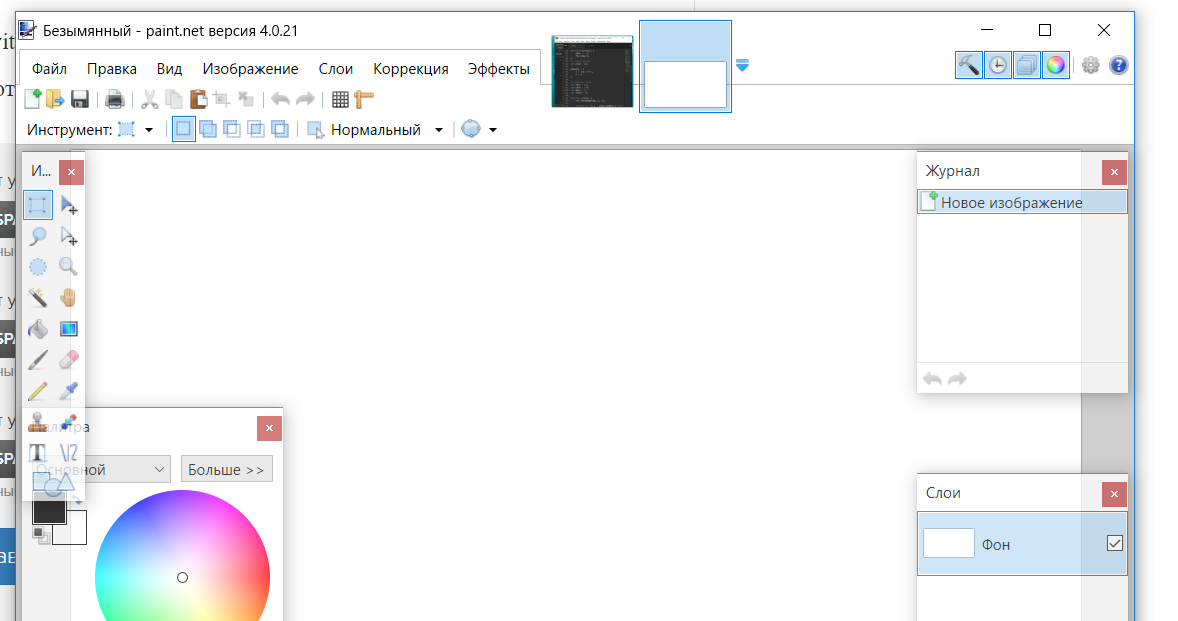 Безымянный - paint.net версия 4.0.21
Файл Правка Вид Изображение Слои Коррекция Эффекты
Инструмент: Нормальный
И...
Журнал
Новое изображение
Палитра
Основной Больше >>
Слои
Фон